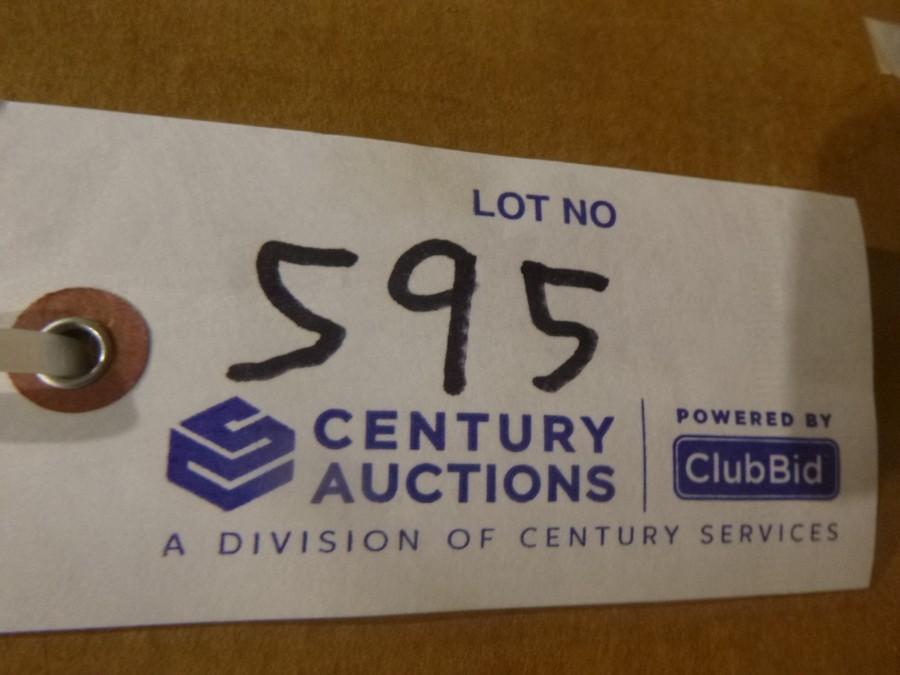 LOT NO
595
CENTURY
AUCTIONS
POWERED BY
ClubBid
A DIVISION OF CENTURY SERVICES